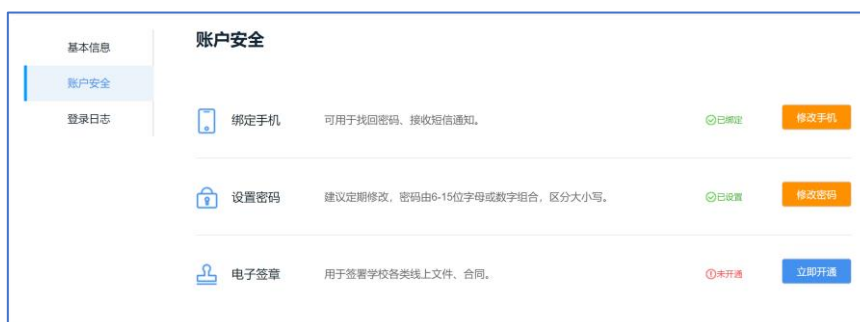 账户安全
基本信息
账户安全
登录日志
绑定手机 可用于找回密码、接收短信通知。 已绑定 修改手机
设置密码 建议定期修改，密码由6-15位字母或数字组合，区分大小写。 已设置 修改密码
电子签章 用于签署学校各类线上文件、合同。 未开通 立即开通